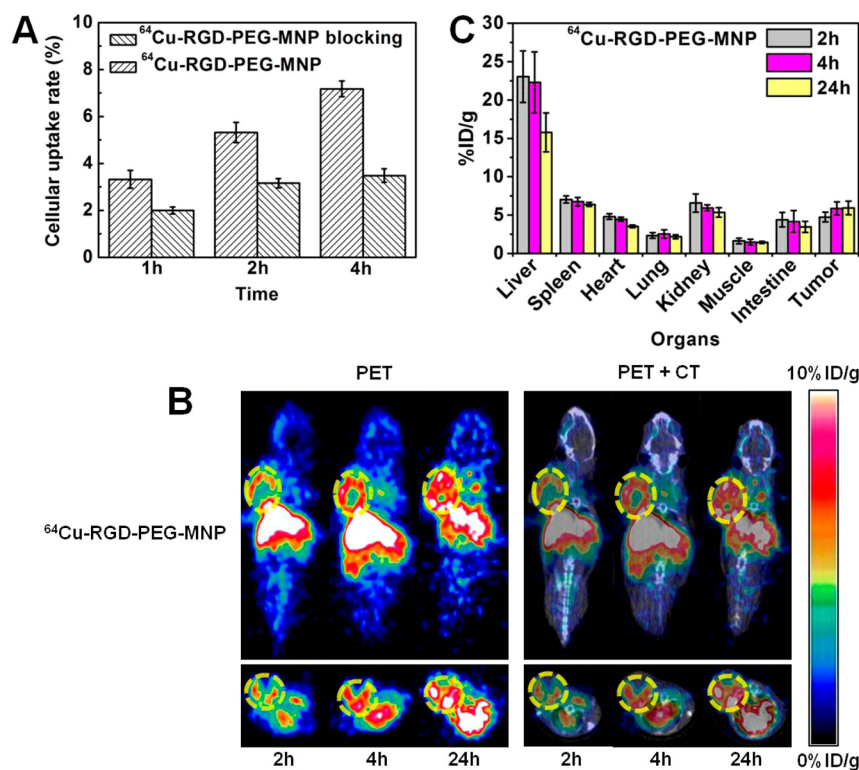 A
Cellular uptake rate (%)
10
8
6
4
2
0
⁶⁴Cu-RGD-PEG-MNP blocking
⁶⁴Cu-RGD-PEG-MNP
1h 2h 4h
Time
C
%ID/g
30
25
20
15
10
5
0
⁶⁴Cu-RGD-PEG-MNP
2h
4h
24h
Liver Spleen Heart Lung Kidney Muscle Intestine Tumor
Organs
B
PET PET + CT
10% ID/g
⁶⁴Cu-RGD-PEG-MNP
2h 4h 24h 2h 4h 24h
0% ID/g